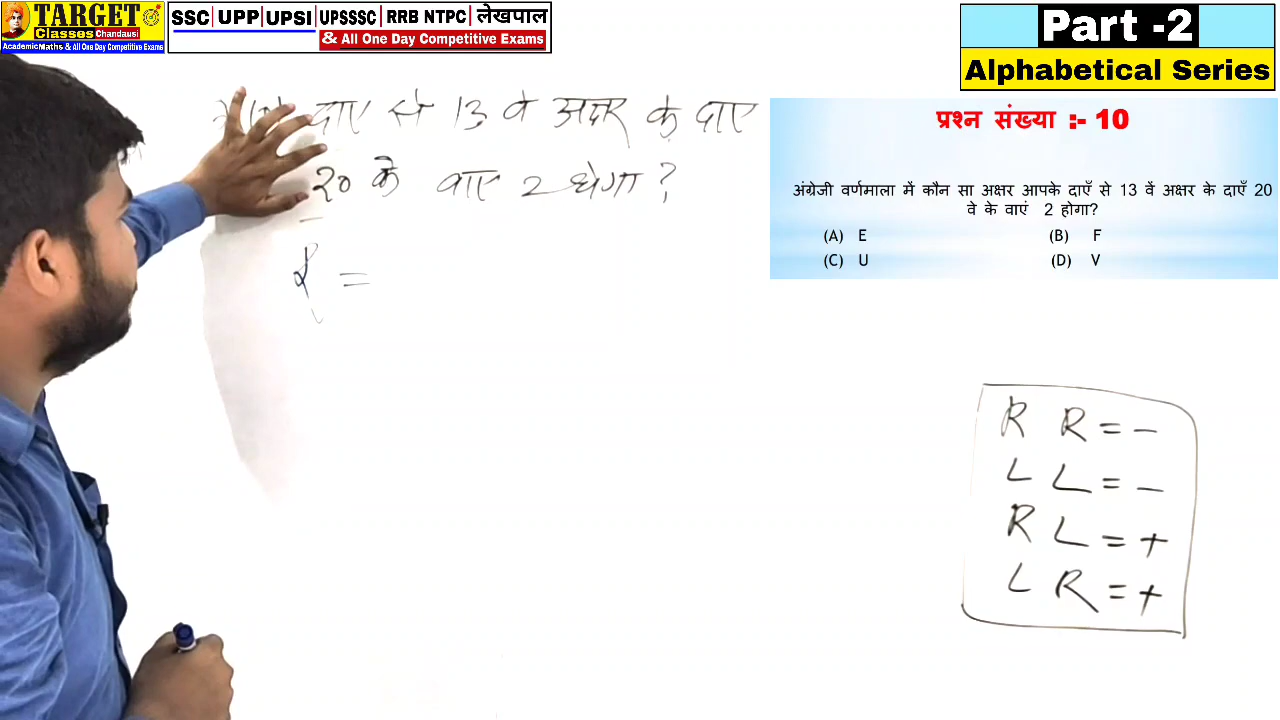 TARGET
Classes Chandausi
Academic Maths & All One Day Competitive Exams
SSC | UPP | UPSI | UPSSSC | RRB NTPC | लेखपाल
& All One Day Competitive Exams
Part -2
Alphabetical Series
दाए से 13 वे अक्षर के दाए
20 के वाए 2 होगा ?
R =
प्रश्न संख्या :- 10
अंग्रेजी वर्णमाला में कौन सा अक्षर आपके दाएँ से 13 वें अक्षर के दाएँ 20
वे के वाएं 2 होगा?
(A) E
(B) F
(C) U
(D) V
R R = -
L L = -
R L = +
L R = +